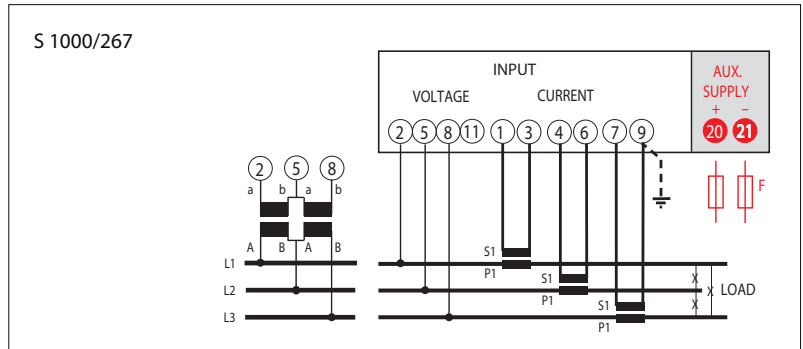 S 1000/267
INPUT
AUX.
SUPPLY
VOLTAGE CURRENT
+ −
2 5 8 11 1 3 4 6 7 9 20 21
2 5 8
a b a b
F
A B A B
S1
L1
P1
S1
X
L2
X LOAD
P1
S1
X
L3
P1